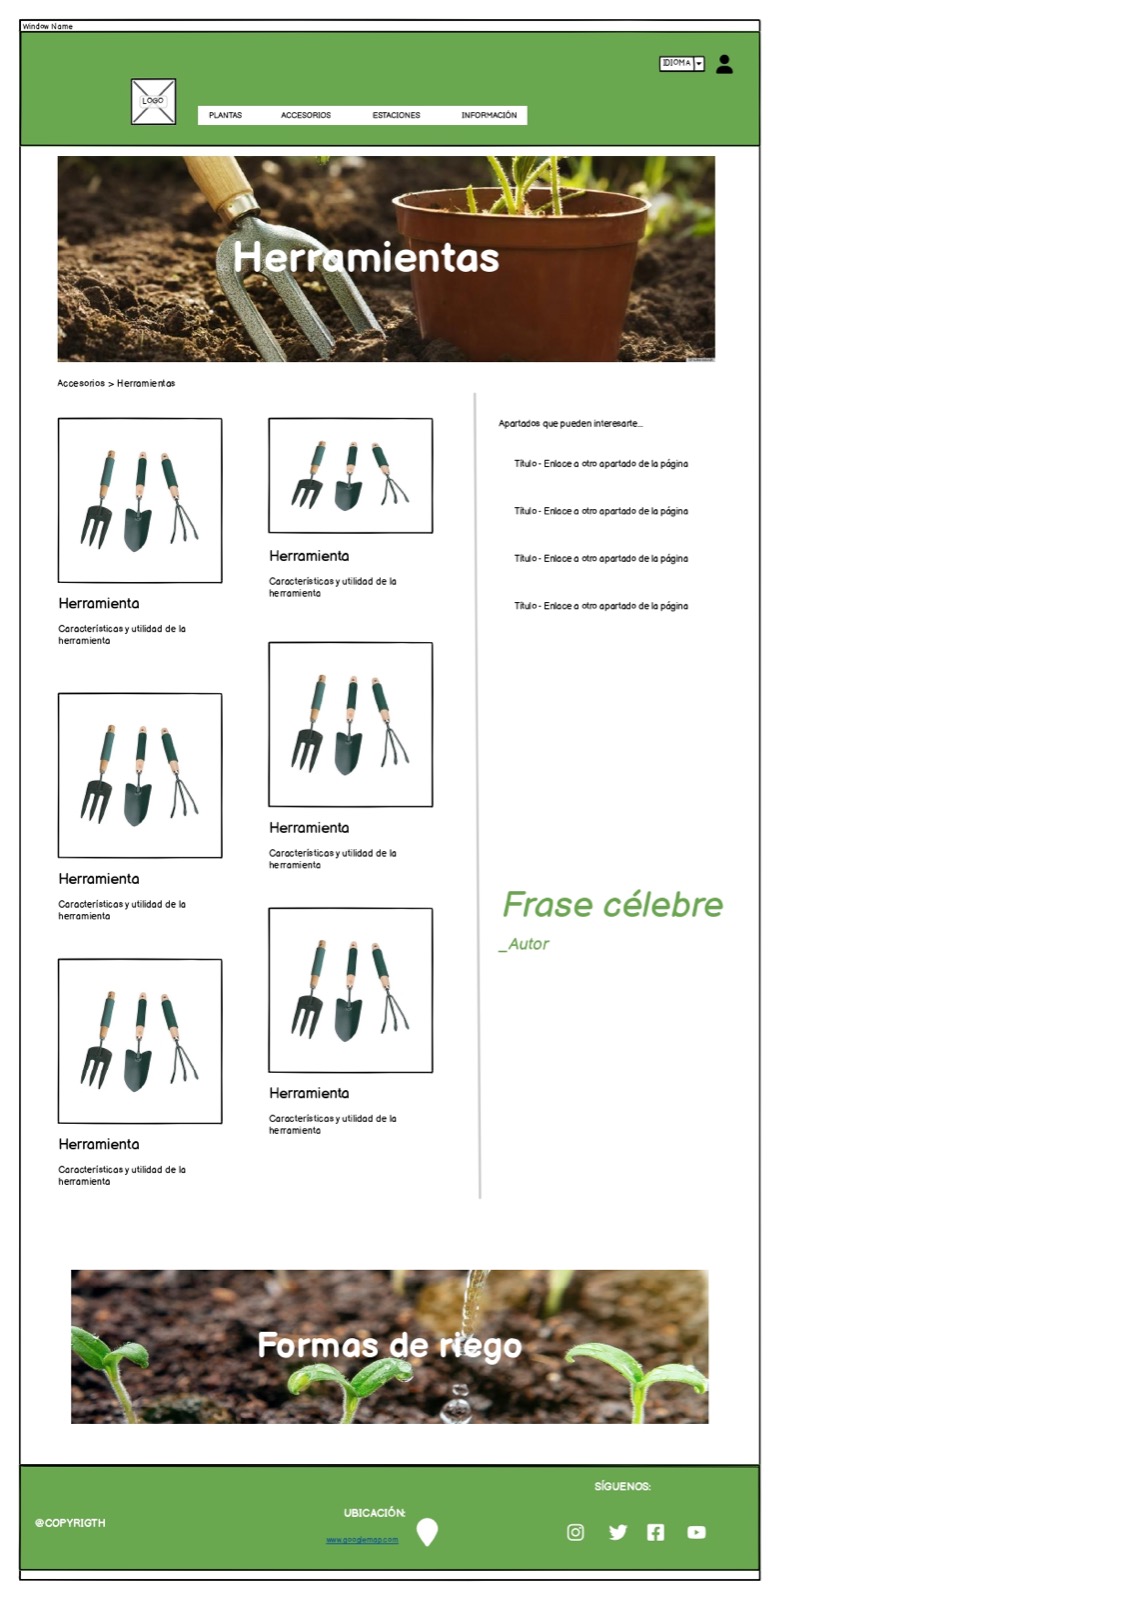 Window Name
IDIOMA
LOGO
PLANTAS ACCESORIOS ESTACIONES INFORMACIÓN
Herramientas
Accesorios > Herramientas
Herramienta
Características y utilidad de la
herramienta
Herramienta
Características y utilidad de la
herramienta
Herramienta
Características y utilidad de la
herramienta
Herramienta
Características y utilidad de la
herramienta
Herramienta
Características y utilidad de la
herramienta
Herramienta
Características y utilidad de la
herramienta
Apartados que pueden interesarte...
Título - Enlace a otro apartado de la página
Título - Enlace a otro apartado de la página
Título - Enlace a otro apartado de la página
Título - Enlace a otro apartado de la página
Frase célebre
_Autor
Formas de riego
@COPYRIGTH
UBICACIÓN:
www.googlemap.com
SÍGUENOS: